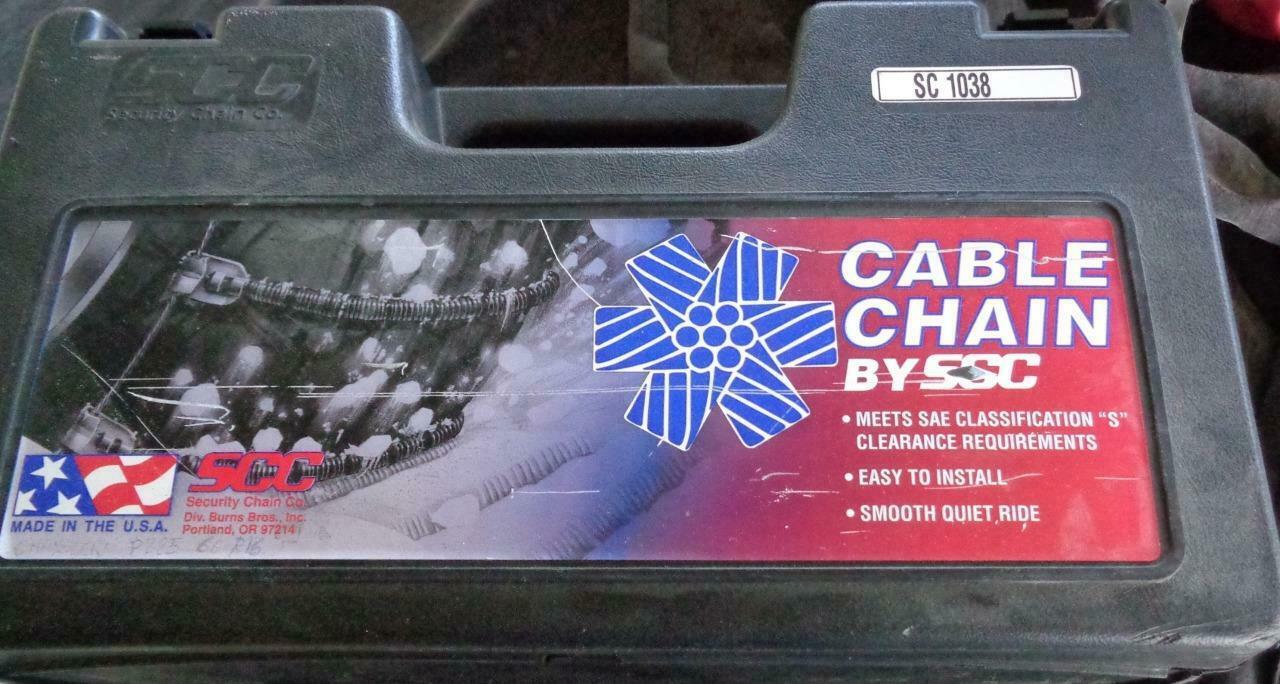 SCC
Security Chain Co.
SC 1038
CABLE
CHAIN
BY SSC
• MEETS SAE CLASSIFICATION “S”
CLEARANCE REQUIREMENTS
• EASY TO INSTALL
• SMOOTH QUIET RIDE
MADE IN THE U.S.A.
SCC
Security Chain Co.
Div. Burns Bros., Inc.
Portland, OR 97214